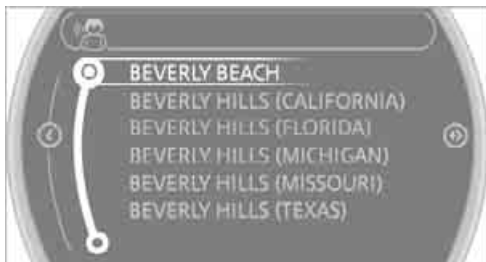 BEVERLY BEACH
BEVERLY HILLS (CALIFORNIA)
BEVERLY HILLS (FLORIDA)
BEVERLY HILLS (MICHIGAN)
BEVERLY HILLS (MISSOURI)
BEVERLY HILLS (TEXAS)